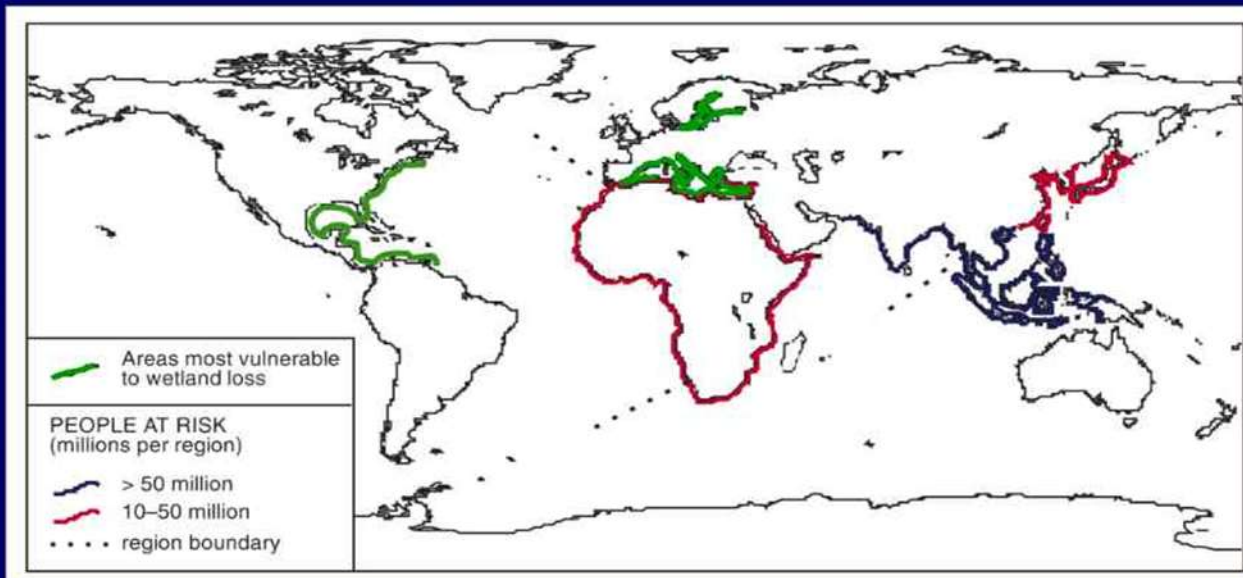 Areas most vulnerable
to wetland loss
PEOPLE AT RISK
(millions per region)
> 50 million
10–50 million
region boundary